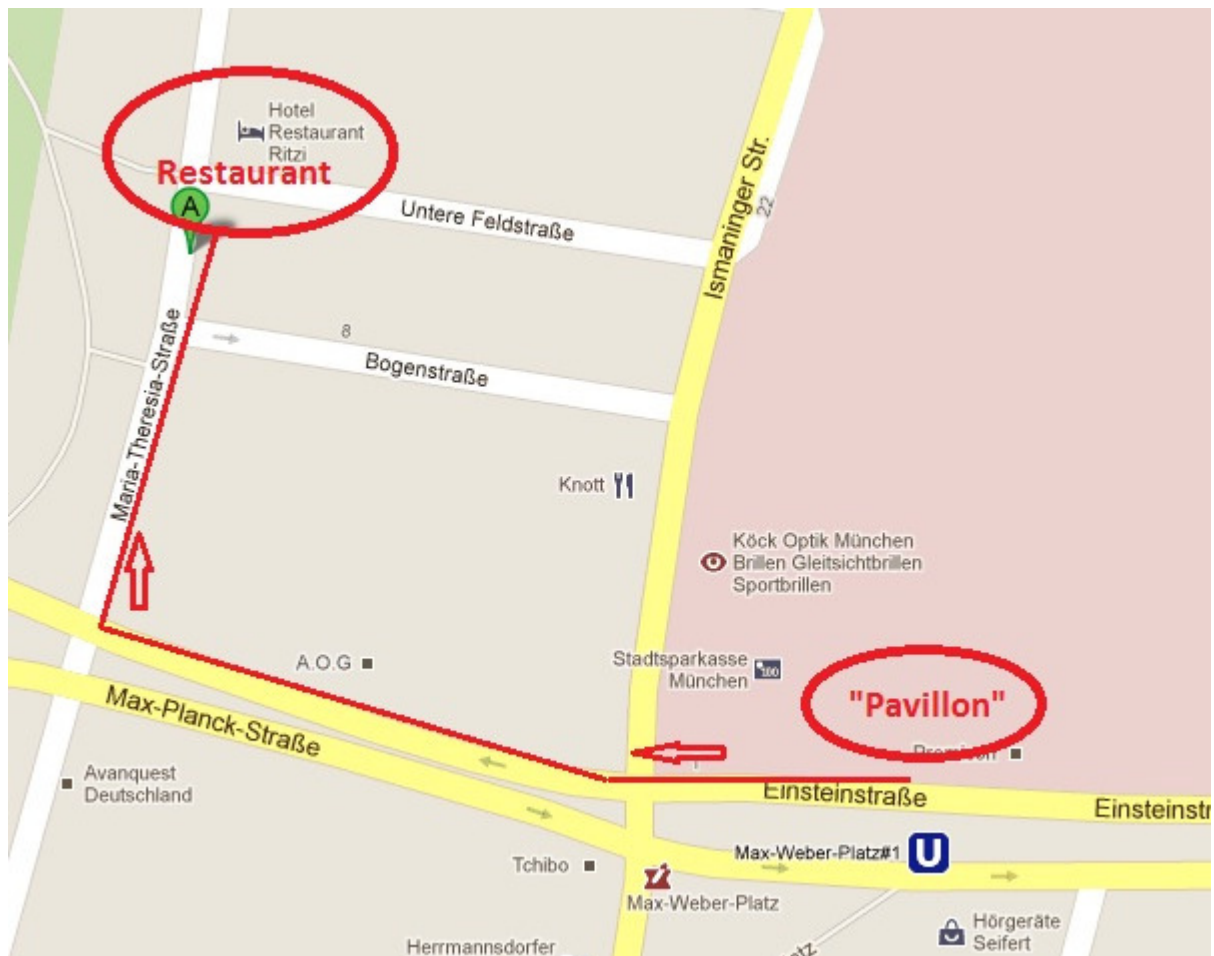 Hotel
Restaurant
Ritzi
Restaurant
A
Untere Feldstraße
Ismaninger Str.
22
Maria-Theresia-Straße
8
Bogenstraße
Knott
Köck Optik München
Brillen Gleitsichtbrillen
Sportbrillen
A.O.G
Stadtsparkasse
München
"Pavillon"
Max-Planck-Straße
1
Einsteinstraße
Einsteinstr
Avanquest
Deutschland
Max-Weber-Platz#1
U
Tchibo
Max-Weber-Platz
Hörgeräte
Seifert
Herrmannsdorfer